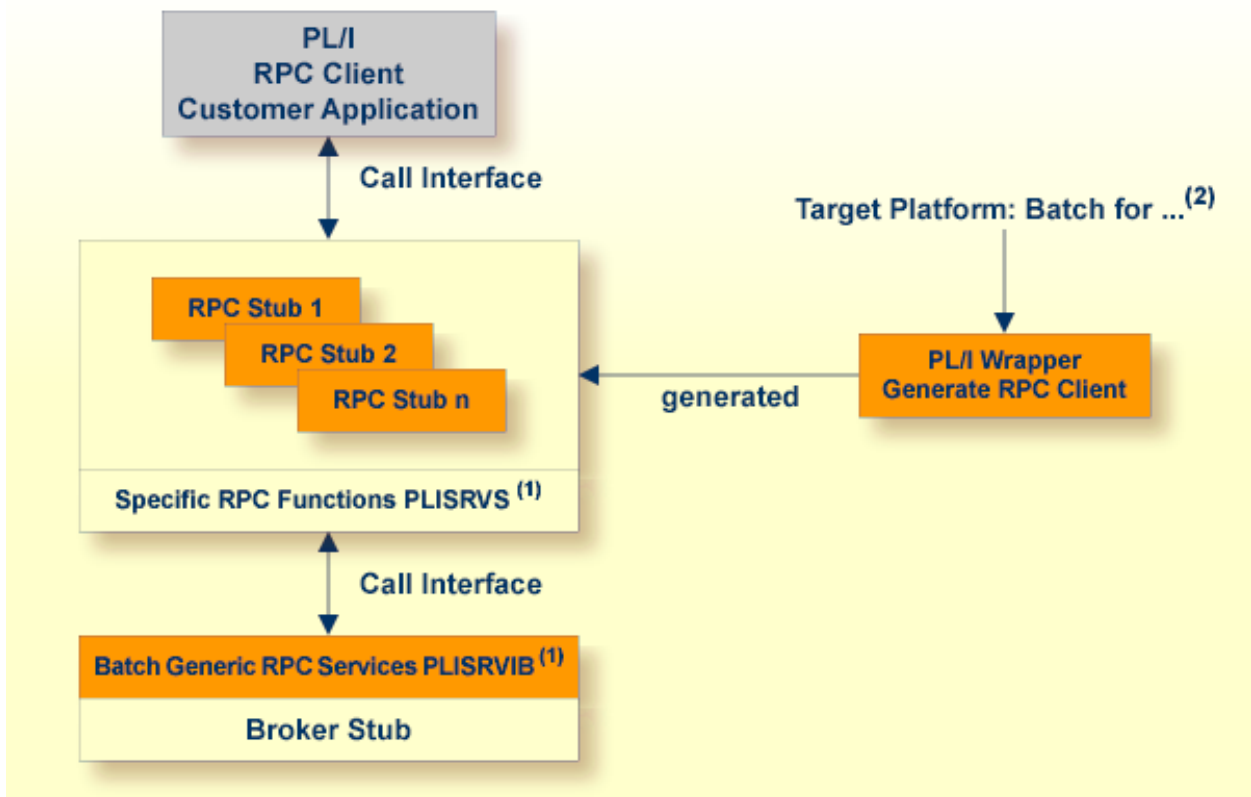 PL/I
RPC Client
Customer Application
Call Interface
Target Platform: Batch for ...(2)
RPC Stub 1
RPC Stub 2
RPC Stub n
PL/I Wrapper
Generate RPC Client
generated
Specific RPC Functions PLISRVS (1)
Call Interface
Batch Generic RPC Services PLISRVIB (1)
Broker Stub